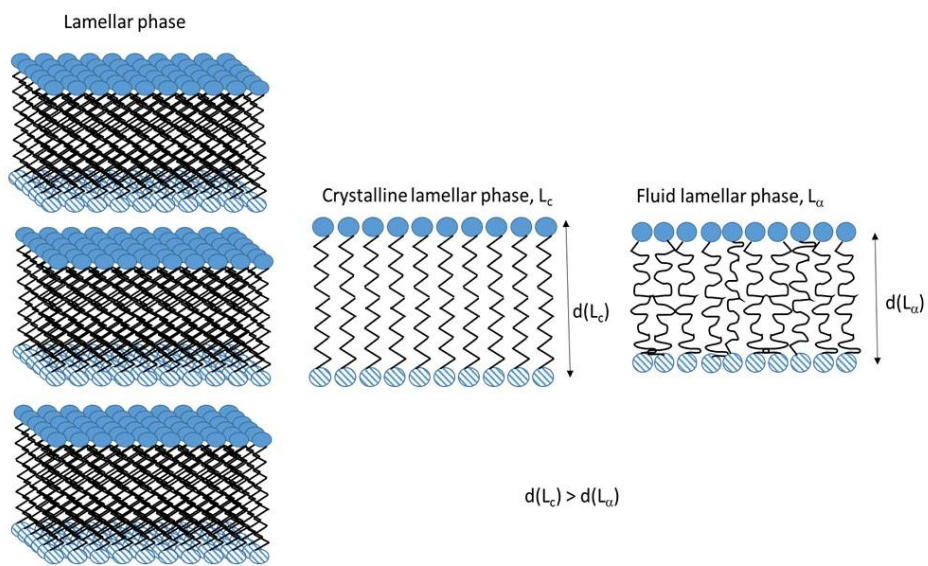 Lamellar phase
Crystalline lamellar phase, Lc
Fluid lamellar phase, Lα
d(Lc)
d(Lα)
d(Lc) > d(Lα)